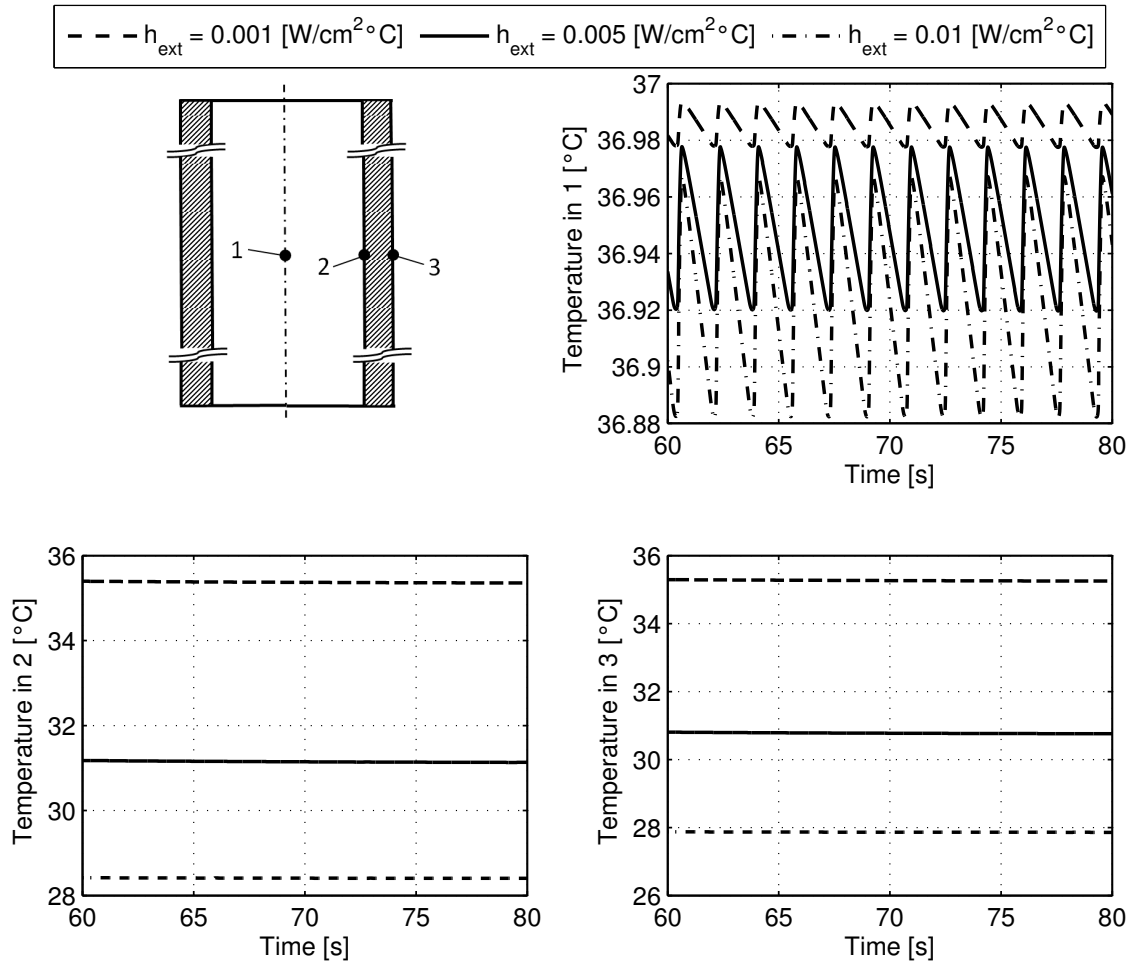 h_ext = 0.001 [W/cm²°C] h_ext = 0.005 [W/cm²°C] h_ext = 0.01 [W/cm²°C]
1
2
3
Temperature in 1 [°C]
37
36.98
36.96
36.94
36.92
36.9
36.88
60 65 70 75 80
Time [s]
Temperature in 2 [°C]
36
34
32
30
28
60 65 70 75 80
Time [s]
Temperature in 3 [°C]
36
34
32
30
28
26
60 65 70 75 80
Time [s]